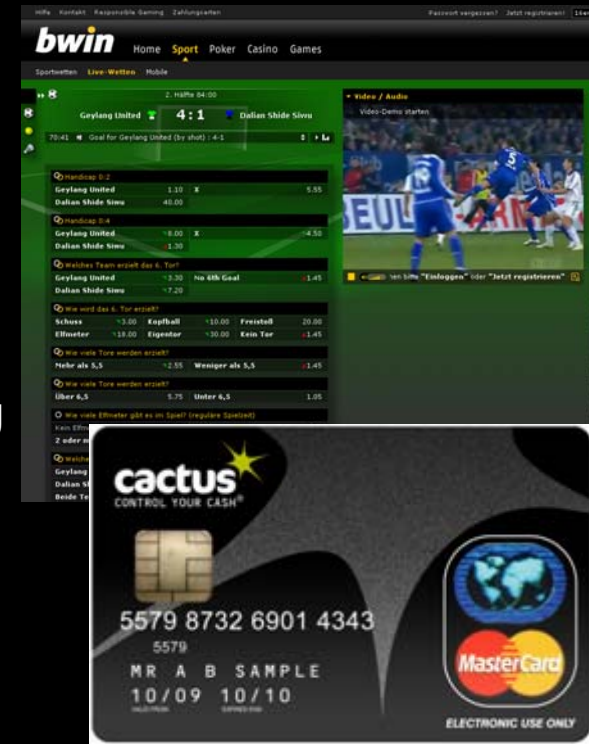 Hilfe Kontakt Responsible Gaming Zahlungsarten
Passwort vergessen? Jetzt registrieren!
bwin Home Sport Poker Casino Games
Sportwetten Live-Wetten Mobile
2. Hälfte 84:00
Geylang United 4:1 Dalian Shide Siwu
70:41 Goal for Geylang United (by shot) : 4-1
Video / Audio
Video-Demo starten
Handicap 0:2
Geylang United 1.10 X 5.55
Dalian Shide Siwu 40.00
Handicap 0:4
Geylang United 8.00 X 4.50
Dalian Shide Siwu 1.30
Welches Team erzielt das 6. Tor?
Geylang United 3.30 No 6th Goal 1.45
Dalian Shide Siwu 7.20
bitte "Einloggen" oder "Jetzt registrieren"
Wie wird das 6. Tor erzielt?
Schuss 3.00 Kopfball 10.00 Freistoß 20.00
Elfmeter 18.00 Eigentor 30.00 Kein Tor 1.45
Wie viele Tore werden erzielt?
Mehr als 5,5 2.55 Weniger als 5,5 1.45
Wie viele Tore werden erzielt?
Über 6,5 5.75 Unter 6,5 1.05
Wie viele Elfmeter gibt es im Spiel? (reguläre Spielzeit)
Kein
2 oder
Geylang
Dalian
Beide
cactus
CONTROL YOUR CASH®
5579 8732 6901 4343
5579
MR A B SAMPLE
10/09 10/10
MasterCard
ELECTRONIC USE ONLY